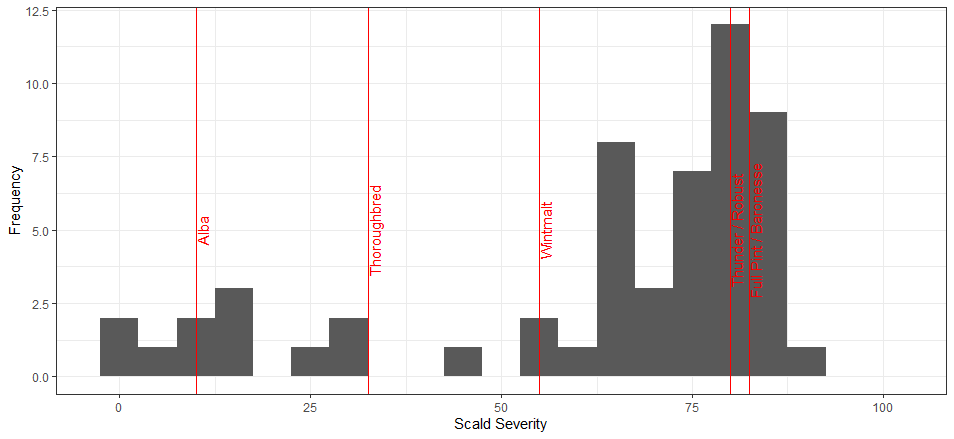 12.5
10.0
7.5
5.0
2.5
0.0
Frequency
Alba
Thoroughbred
Wintmalt
Thunder / Robust
Full Pint / Baronesse
0
25
50
75
100
Scald Severity